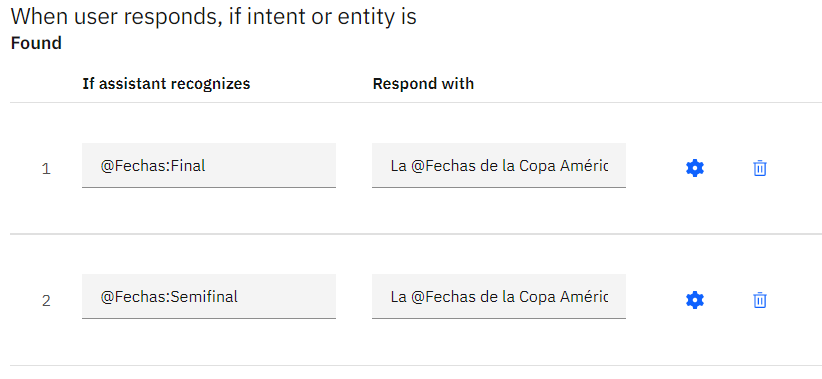 When user responds, if intent or entity is
Found
If assistant recognizes Respond with
1 @Fechas:Final La @Fechas de la Copa Améric
2 @Fechas:Semifinal La @Fechas de la Copa Améric